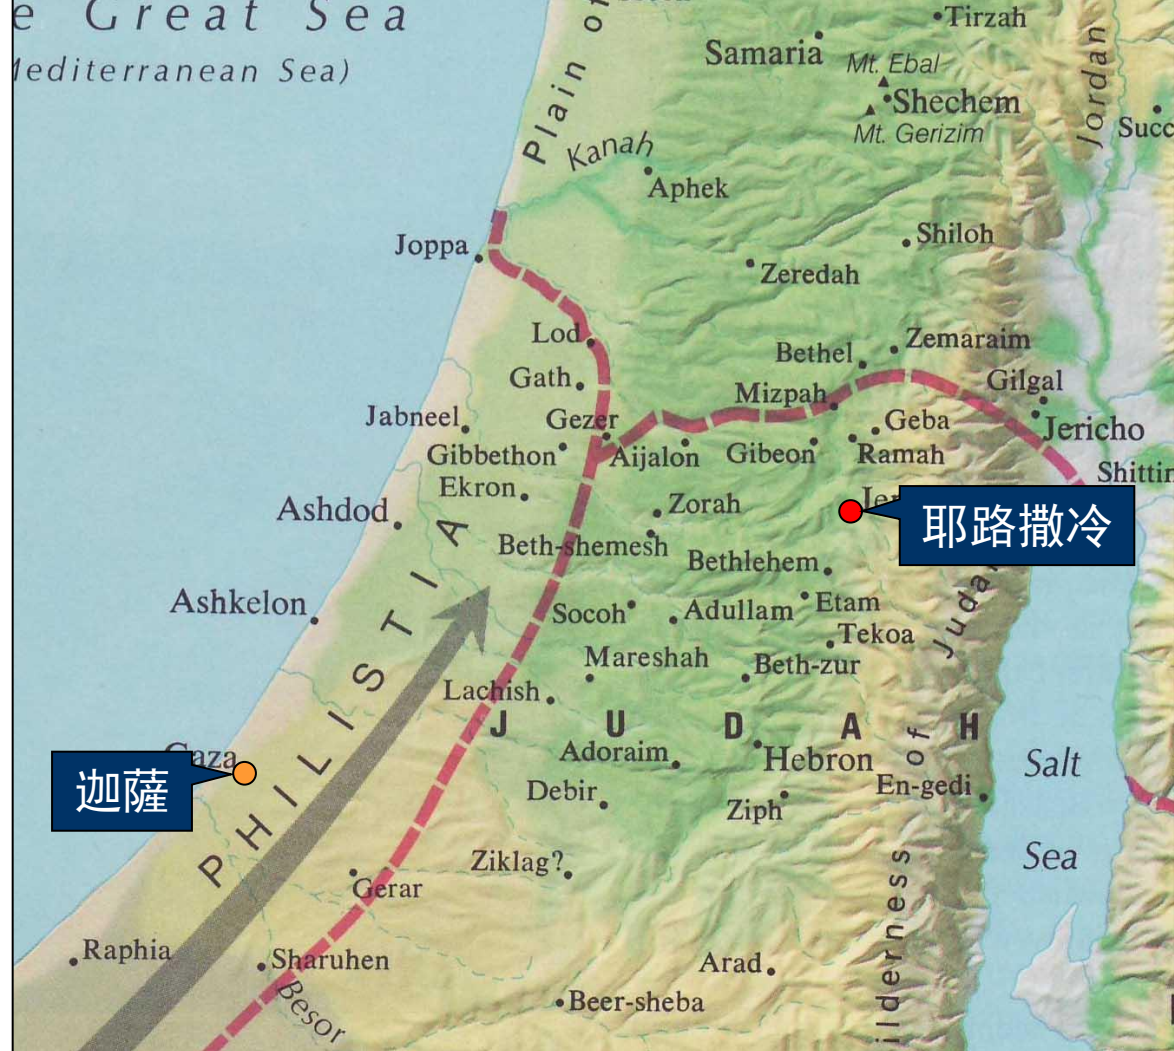 e Great Sea
Mediterranean Sea)
Plain of
Kanah
Samaria
Tirzah
Mt. Ebal
Shechem
Mt. Gerizim
Jordan
Succ
Aphek
Joppa
Shiloh
Zeredah
Lod
Bethel
Zemaraim
Gath
Mizpah
Gilgal
Jabneel
Gezer
Geba
Jericho
Gibbethon
Aijalon
Gibeon
Ramah
Shittin
Ekron
Zorah
Jer
Ashdod
耶路撒冷
Beth-shemesh
Bethlehem
Ashkelon
Socoh
Adullam
Etam
Tekoa
Judah
Mareshah
Beth-zur
PHILISTIA
Lachish
JUDAH
Gaza
迦薩
Adoraim
Hebron
of
Salt
Debir
Ziph
En-gedi
Sea
Ziklag?
Gerar
ilderness
Raphia
Sharuhen
Arad
Besor
Beer-sheba